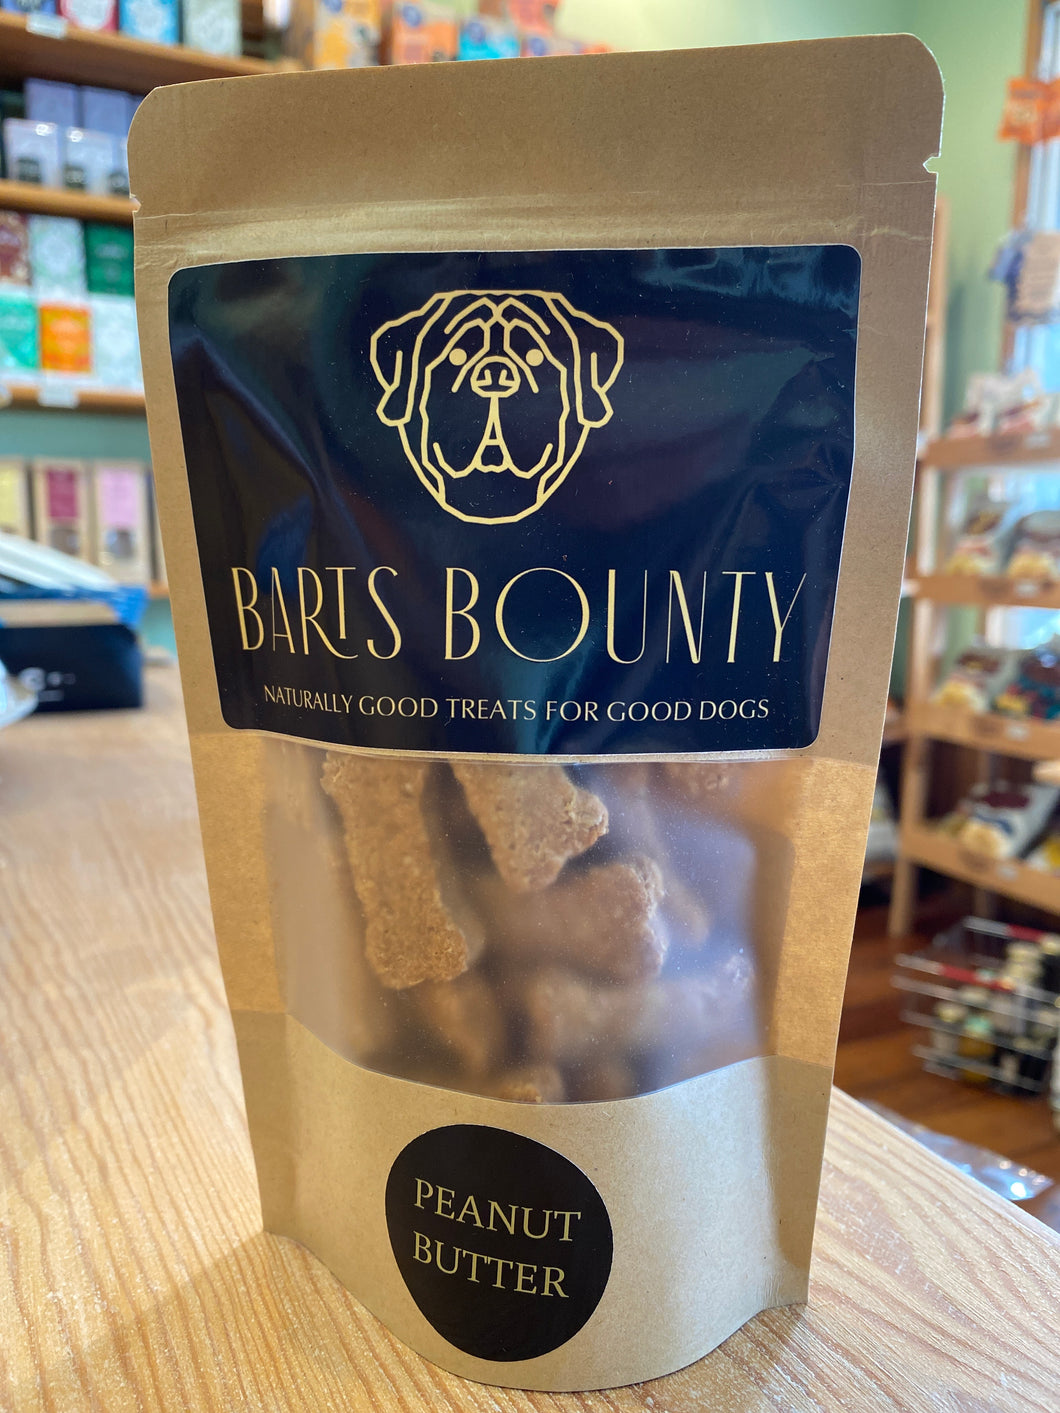 BARTS BOUNTY
NATURALLY GOOD TREATS FOR GOOD DOGS
PEANUT
BUTTER